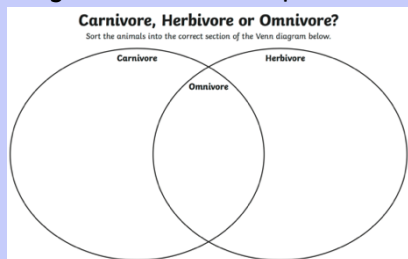 Carnivore, Herbivore or Omnivore?
Sort the animals into the correct section of the Venn diagram below.
Carnivore
Herbivore
Omnivore